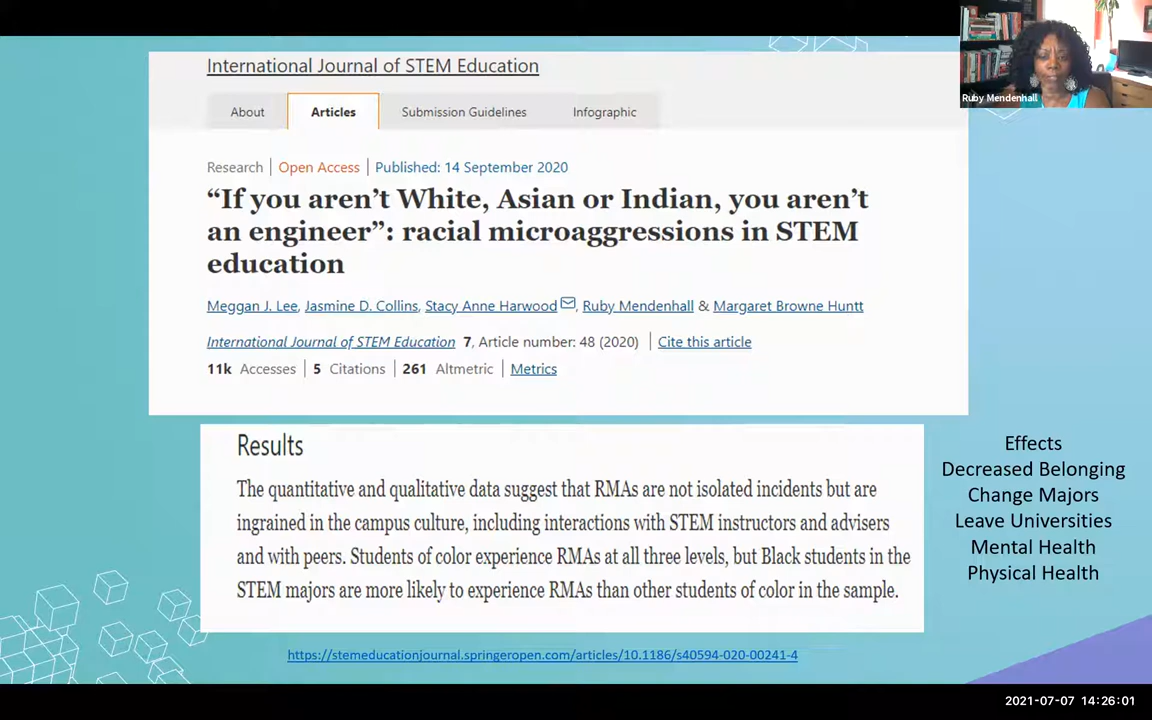 Ruby Mendenhall
International Journal of STEM Education
About
Articles
Submission Guidelines
Infographic
Research | Open Access | Published: 14 September 2020
“If you aren’t White, Asian or Indian, you aren’t
an engineer”: racial microaggressions in STEM
education
Meggan J. Lee, Jasmine D. Collins, Stacy Anne Harwood, Ruby Mendenhall & Margaret Browne Huntt
International Journal of STEM Education 7, Article number: 48 (2020) | Cite this article
11k Accesses | 5 Citations | 261 Altmetric | Metrics
Results
The quantitative and qualitative data suggest that RMAs are not isolated incidents but are
ingrained in the campus culture, including interactions with STEM instructors and advisers
and with peers. Students of color experience RMAs at all three levels, but Black students in the
STEM majors are more likely to experience RMAs than other students of color in the sample.
Effects
Decreased Belonging
Change Majors
Leave Universities
Mental Health
Physical Health
https://stemeducationjournal.springeropen.com/articles/10.1186/s40594-020-00241-4
2021-07-07 14:26:01